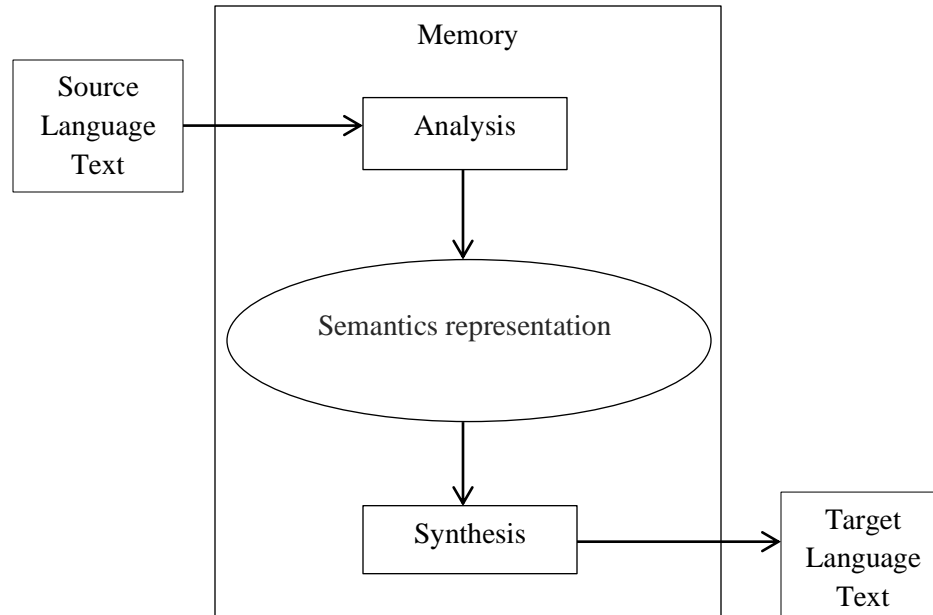 Memory
Source
Language
Text
Analysis
Semantics representation
Synthesis
Target
Language
Text